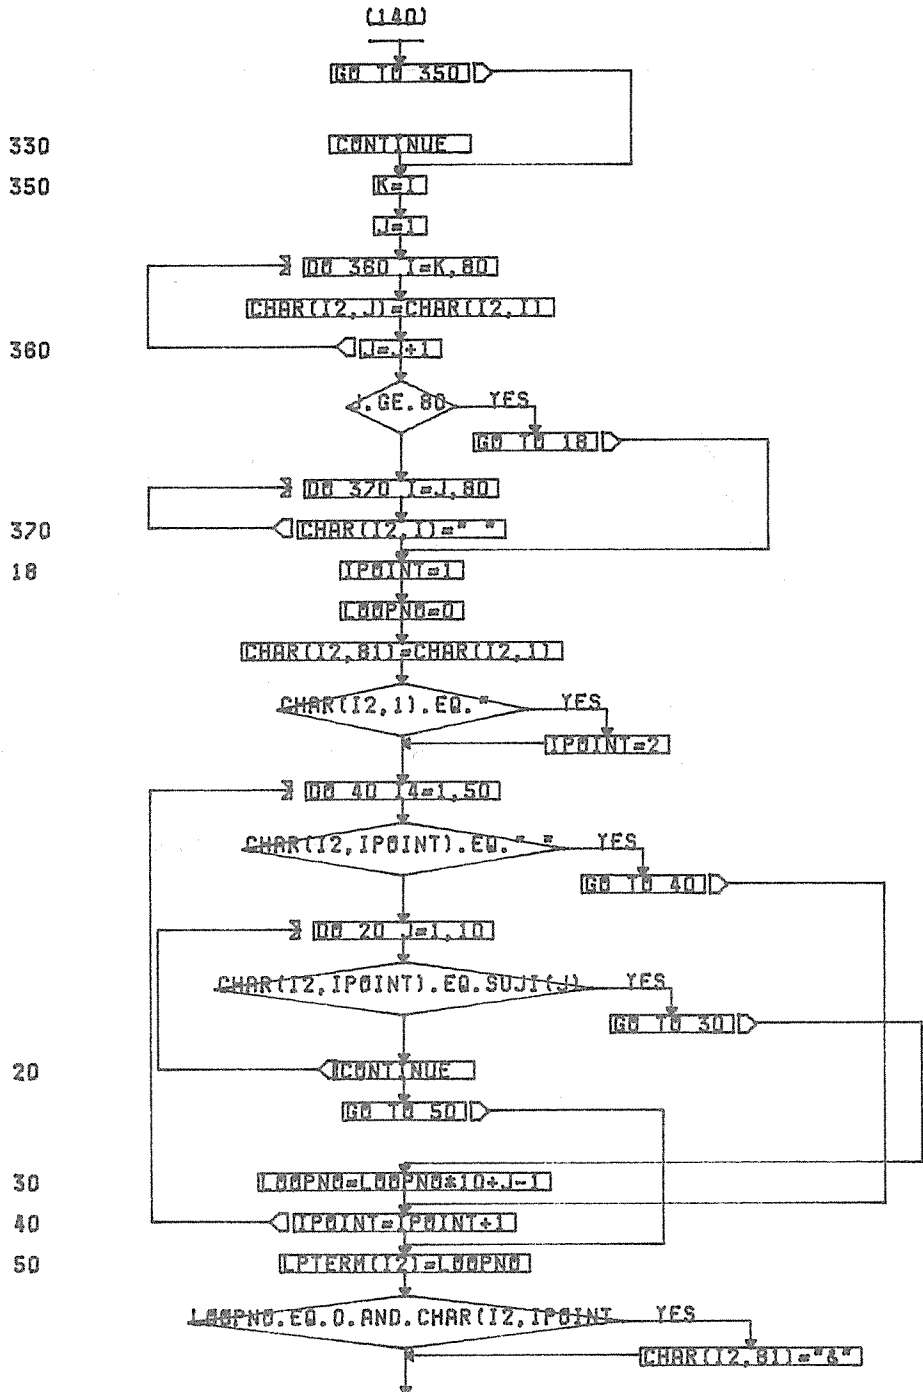 (140)
GO TO 350
330 CONTINUE
350 K=I
J=1
DO 360 I=K,80
CHAR(I2,J)=CHAR(I2,I)
360 J=J+1
J.GE.80 YES
GO TO 18
DO 370 I=J,80
370 CHAR(I2,I)=" "
18 IPOINT=1
LOOPNO=0
CHAR(I2,81)=CHAR(I2,1)
CHAR(I2,1).EQ." YES
IPOINT=2
DO 40 I4=1,50
CHAR(I2,IPOINT).EQ." " YES
GO TO 40
DO 20 J=1,10
CHAR(I2,IPOINT).EQ.SUJI(J) YES
GO TO 30
20 CONTINUE
GO TO 50
30 LOOPNO=LOOPNO*10+J-1
40 IPOINT=IPOINT+1
50 LPTERM(I2)=LOOPNO
LOOPNO.EQ.0.AND.CHAR(I2,IPOINT YES
CHAR(I2,81)="&"